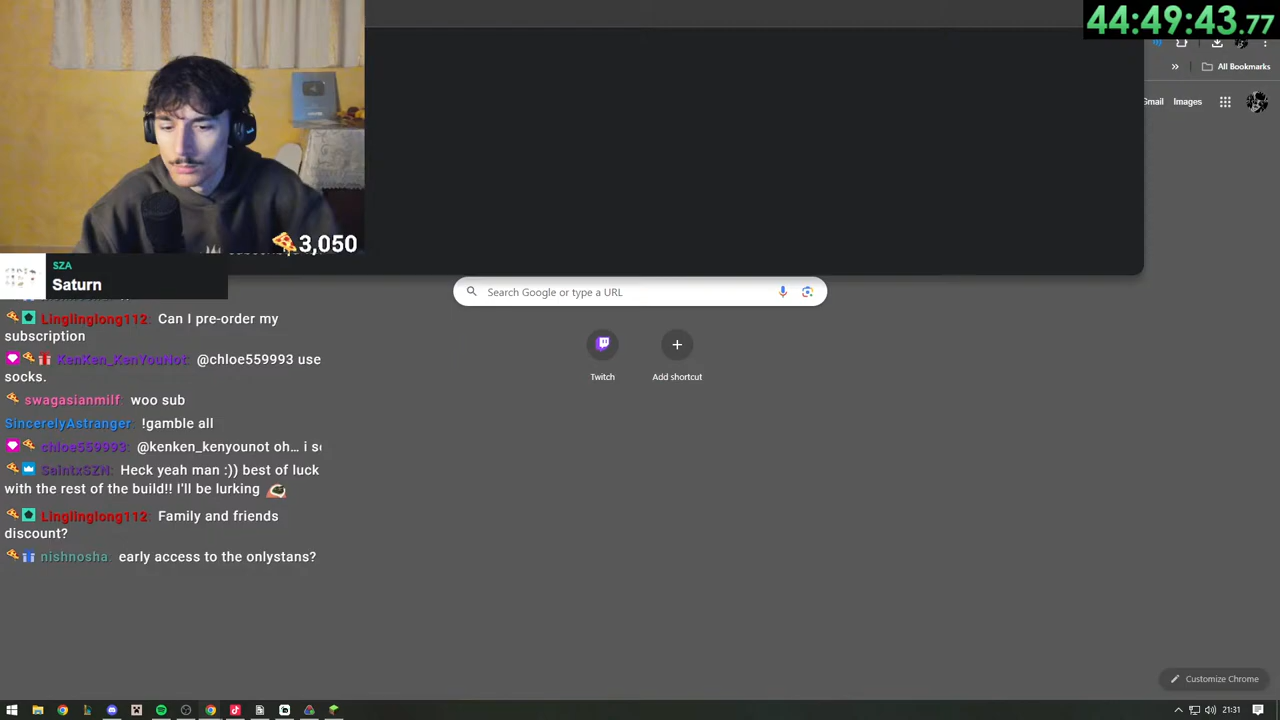 44:49:43.77
All Bookmarks
Gmail Images
3,050
SZA
Saturn
Search Google or type a URL
Linglinglong112: Can I pre-order my
subscription
KenKen_KenYouNot: @chloe559993 use
socks.
swagasianmilf: woo sub
SincerelyAstranger: !gamble all
chloe559993: @kenken_kenyounot oh… i
SaintxSZN: Heck yeah man :)) best of luck
with the rest of the build!! I'll be lurking
Linglinglong112: Family and friends
discount?
nishnosha: early access to the onlystans?
Twitch
Add shortcut
Customize Chrome
21:31